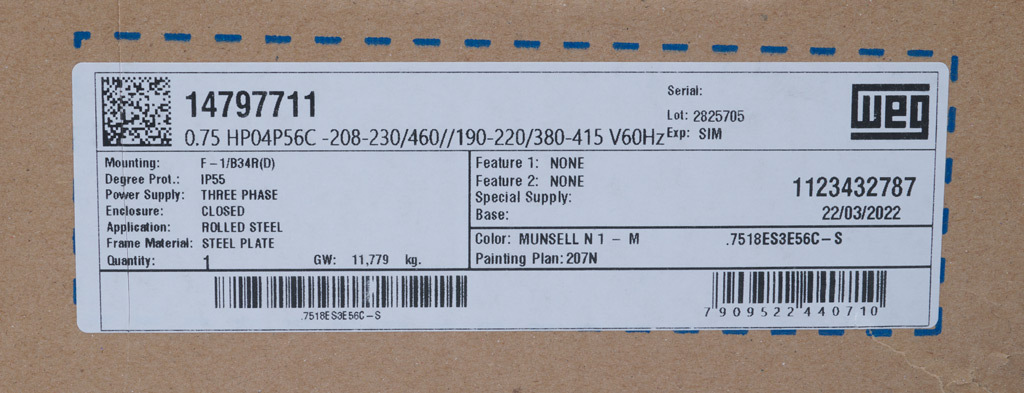 14797711
0.75 HP04P56C -208-230/460//190-220/380-415 V60Hz
Serial:
Lot: 2825705
Exp: SIM
weg
Mounting: F-1/B34R(D)
Degree Prot.: IP55
Power Supply: THREE PHASE
Enclosure: CLOSED
Application: ROLLED STEEL
Frame Material: STEEL PLATE
Quantity: 1 GW: 11,779 kg.
Feature 1: NONE
Feature 2: NONE
Special Supply:
Base:
1123432787
22/03/2022
Color: MUNSELL N 1 - M .7518ES3E56C-S
Painting Plan: 207N
.7518ES3E56C-S
7 909522 440710